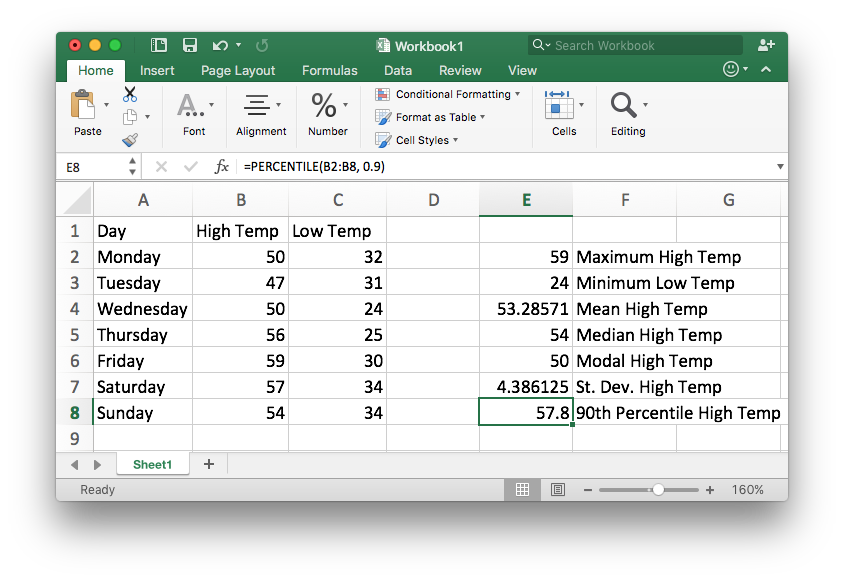 Workbook1
Search Workbook
Home Insert Page Layout Formulas Data Review View
Paste
A...
Font
Alignment
%
Number
Conditional Formatting
Format as Table
Cell Styles
Cells
Editing
E8 fx =PERCENTILE(B2:B8, 0.9)
A B C D E F G
1 Day High Temp Low Temp
2 Monday 50 32 59 Maximum High Temp
3 Tuesday 47 31 24 Minimum Low Temp
4 Wednesday 50 24 53.28571 Mean High Temp
5 Thursday 56 25 54 Median High Temp
6 Friday 59 30 50 Modal High Temp
7 Saturday 57 34 4.386125 St. Dev. High Temp
8 Sunday 54 34 57.8 90th Percentile High Temp
9
Sheet1 +
Ready − + 160%